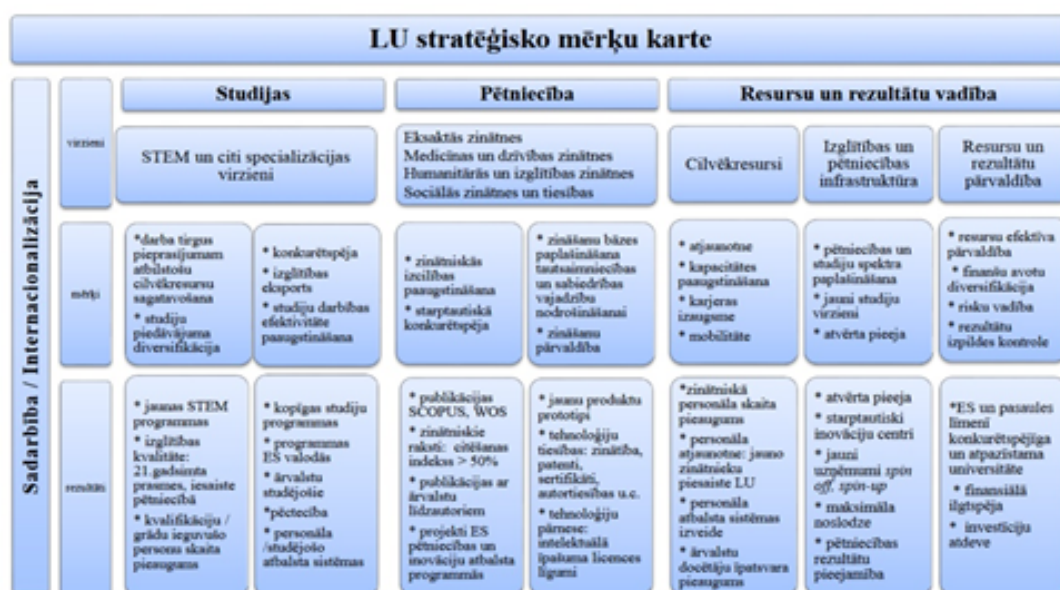 LU stratēģisko mērķu karte
Sadarbība / Internacionalizācija
Studijas
Pētniecība
Resursu un rezultātu vadība
virzieni
STEM un citi specializācijas
virzieni
Eksaktās zinātnes
Medicīnas un dzīvības zinātnes
Humanitārās un izglītības zinātnes
Sociālās zinātnes un tiesības
Cilvēkresursi
Izglītības un
pētniecības
infrastruktūra
Resursu un
rezultātu
pārvaldība
mērķi
*darba tirgus
pieprasījumam
atbilstošu
cilvēkresursu
sagatavošana
* studiju
piedāvājuma
diversifikācija
* konkurētspēja
* izglītības
eksports
* studiju darbības
efektivitāte
paaugstināšana
* zinātniskās
izcilības
paaugstināšana
* starptautiskā
konkurētspēja
* zināšanu bāzes
paplašināšana
tautsaimniecības
un sabiedrības
vajadzību
nodrošināšanai
* zināšanu
pārvaldība
* atjaunotne
* kapacitātes
paaugstināšana
* karjeras
izaugsme
* mobilitāte
* pētniecības un
studiju spektra
paplašināšana
* jauni studiju
virzieni
* atvērta pieeja
* resursu efektīva
pārvaldība
* finanšu avotu
diversifikācija
* risku vadība
* rezultātu
izpildes kontrole
rezultāti
* jaunas STEM
programmas
* izglītības
kvalitāte:
21.gadsimta
prasmes, iesaiste
pētniecībā
* kvalifikāciju /
grādu ieguvušo
personu skaita
pieaugums
* kopīgas studiju
programmas
* programmas
ES valodās
* ārvalstu
studējošie
*pēctecība
* personāla
/studējošo
atbalsta sistēmas
* publikācijas
SCOPUS, WOS
* zinātniskie
raksti: citēšanas
indekss > 50%
* publikācijas ar
ārvalstu
līdzautoriem
* projekti ES
pētniecības un
inovāciju atbalsta
programmās
* jaunu produktu
prototipi
* tehnoloģiju
tiesības: zinātība,
patenti,
sertifikāti,
autortiesības u.c.
* tehnoloģiju
pārnese:
intelektuālā
īpašuma licences
līgumi
*zinātniskā
personāla skaita
pieaugums
* personāla
atjaunotne: jauno
zinātnieku
piesaiste LU
* personāla
atbalsta sistēmas
izveide
* ārvalstu
docētāju īpatsvara
pieaugums
* atvērta pieeja
* starptautiski
inovāciju centri
* jauni
uzņēmumi spin
off, spin-up
* maksimāla
noslodze
* pētniecības
rezultātu
pieejamība
*ES un pasaules
līmenī
konkurētspējīga
un atpazīstama
universitāte
* finansiālā
ilgtspēja
* investīciju
atdeve